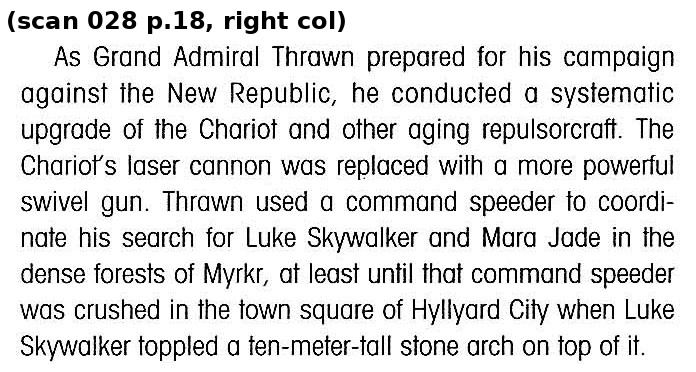 (scan 028 p.18, right col)
As Grand Admiral Thrawn prepared for his campaign
against the New Republic, he conducted a systematic
upgrade of the Chariot and other aging repulsorcraft. The
Chariot's laser cannon was replaced with a more powerful
swivel gun. Thrawn used a command speeder to coordi-
nate his search for Luke Skywalker and Mara Jade in the
dense forests of Myrkr, at least until that command speeder
was crushed in the town square of Hyllyard City when Luke
Skywalker toppled a ten-meter-tall stone arch on top of it.